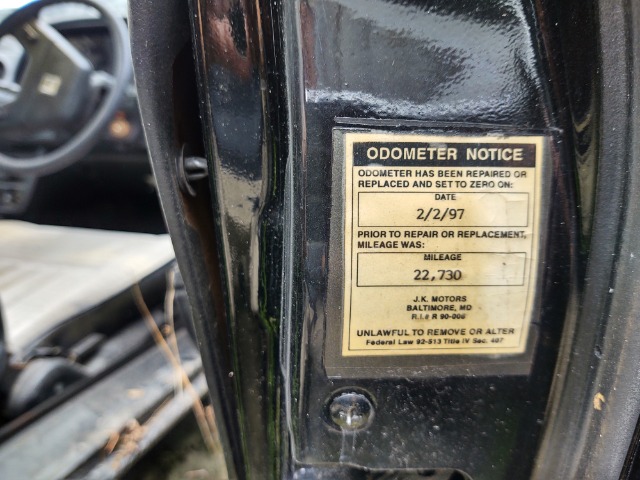 ODOMETER NOTICE
ODOMETER HAS BEEN REPAIRED OR
REPLACED AND SET TO ZERO ON:
DATE
2/2/97
PRIOR TO REPAIR OR REPLACEMENT,
MILEAGE WAS:
MILEAGE
22,730
J.K. MOTORS
BALTIMORE, MD
R.I.# R 90-006
UNLAWFUL TO REMOVE OR ALTER
Federal Law 92-513 Title IV Sec. 407